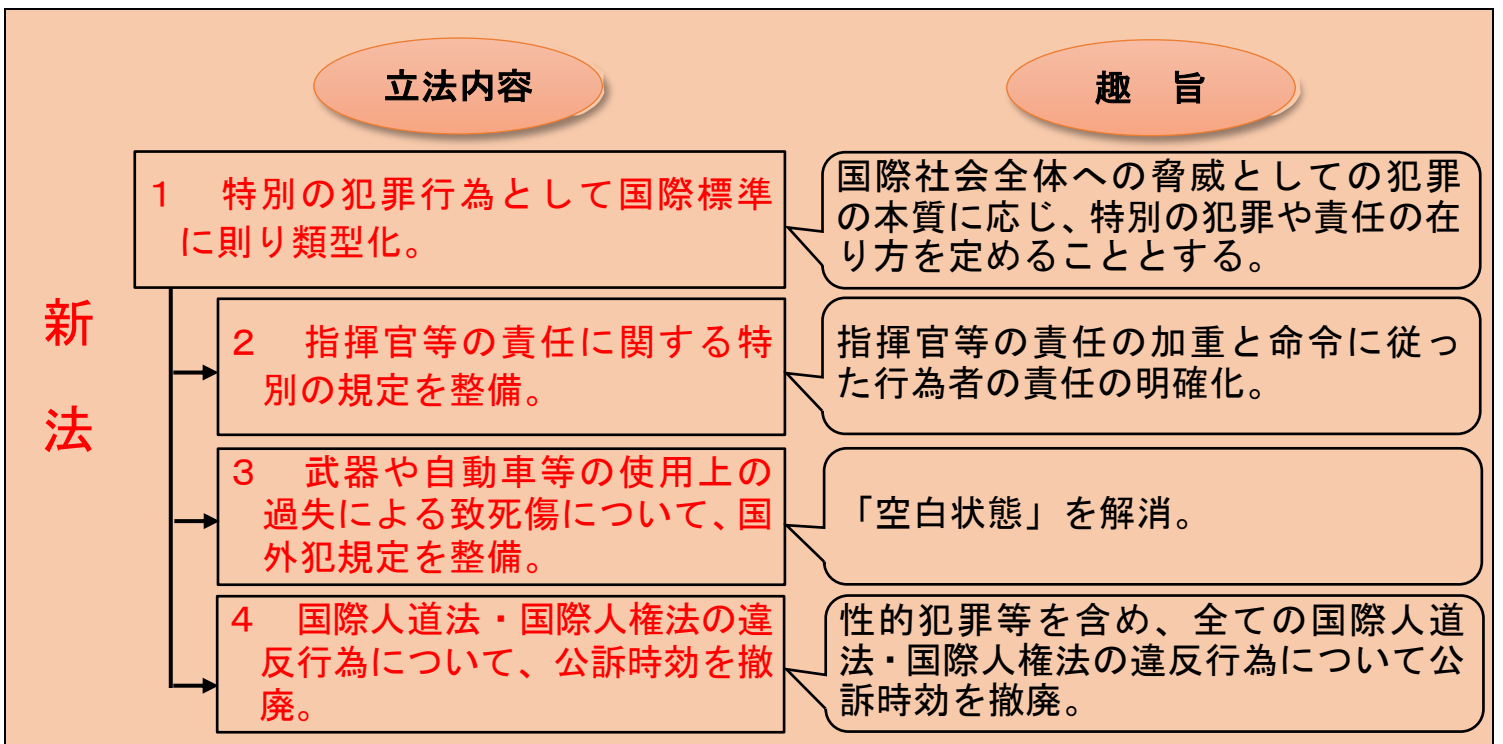 立法内容
趣 旨
新
法
1 特別の犯罪行為として国際標準
に則り類型化。
国際社会全体への脅威としての犯罪
の本質に応じ、特別の犯罪や責任の在
り方を定めることとする。
2 指揮官等の責任に関する特
別の規定を整備。
指揮官等の責任の加重と命令に従っ
た行為者の責任の明確化。
3 武器や自動車等の使用上の
過失による致死傷について、国
外犯規定を整備。
「空白状態」を解消。
4 国際人道法・国際人権法の違
反行為について、公訴時効を撤
廃。
性的犯罪等を含め、全ての国際人道
法・国際人権法の違反行為について公
訴時効を撤廃。